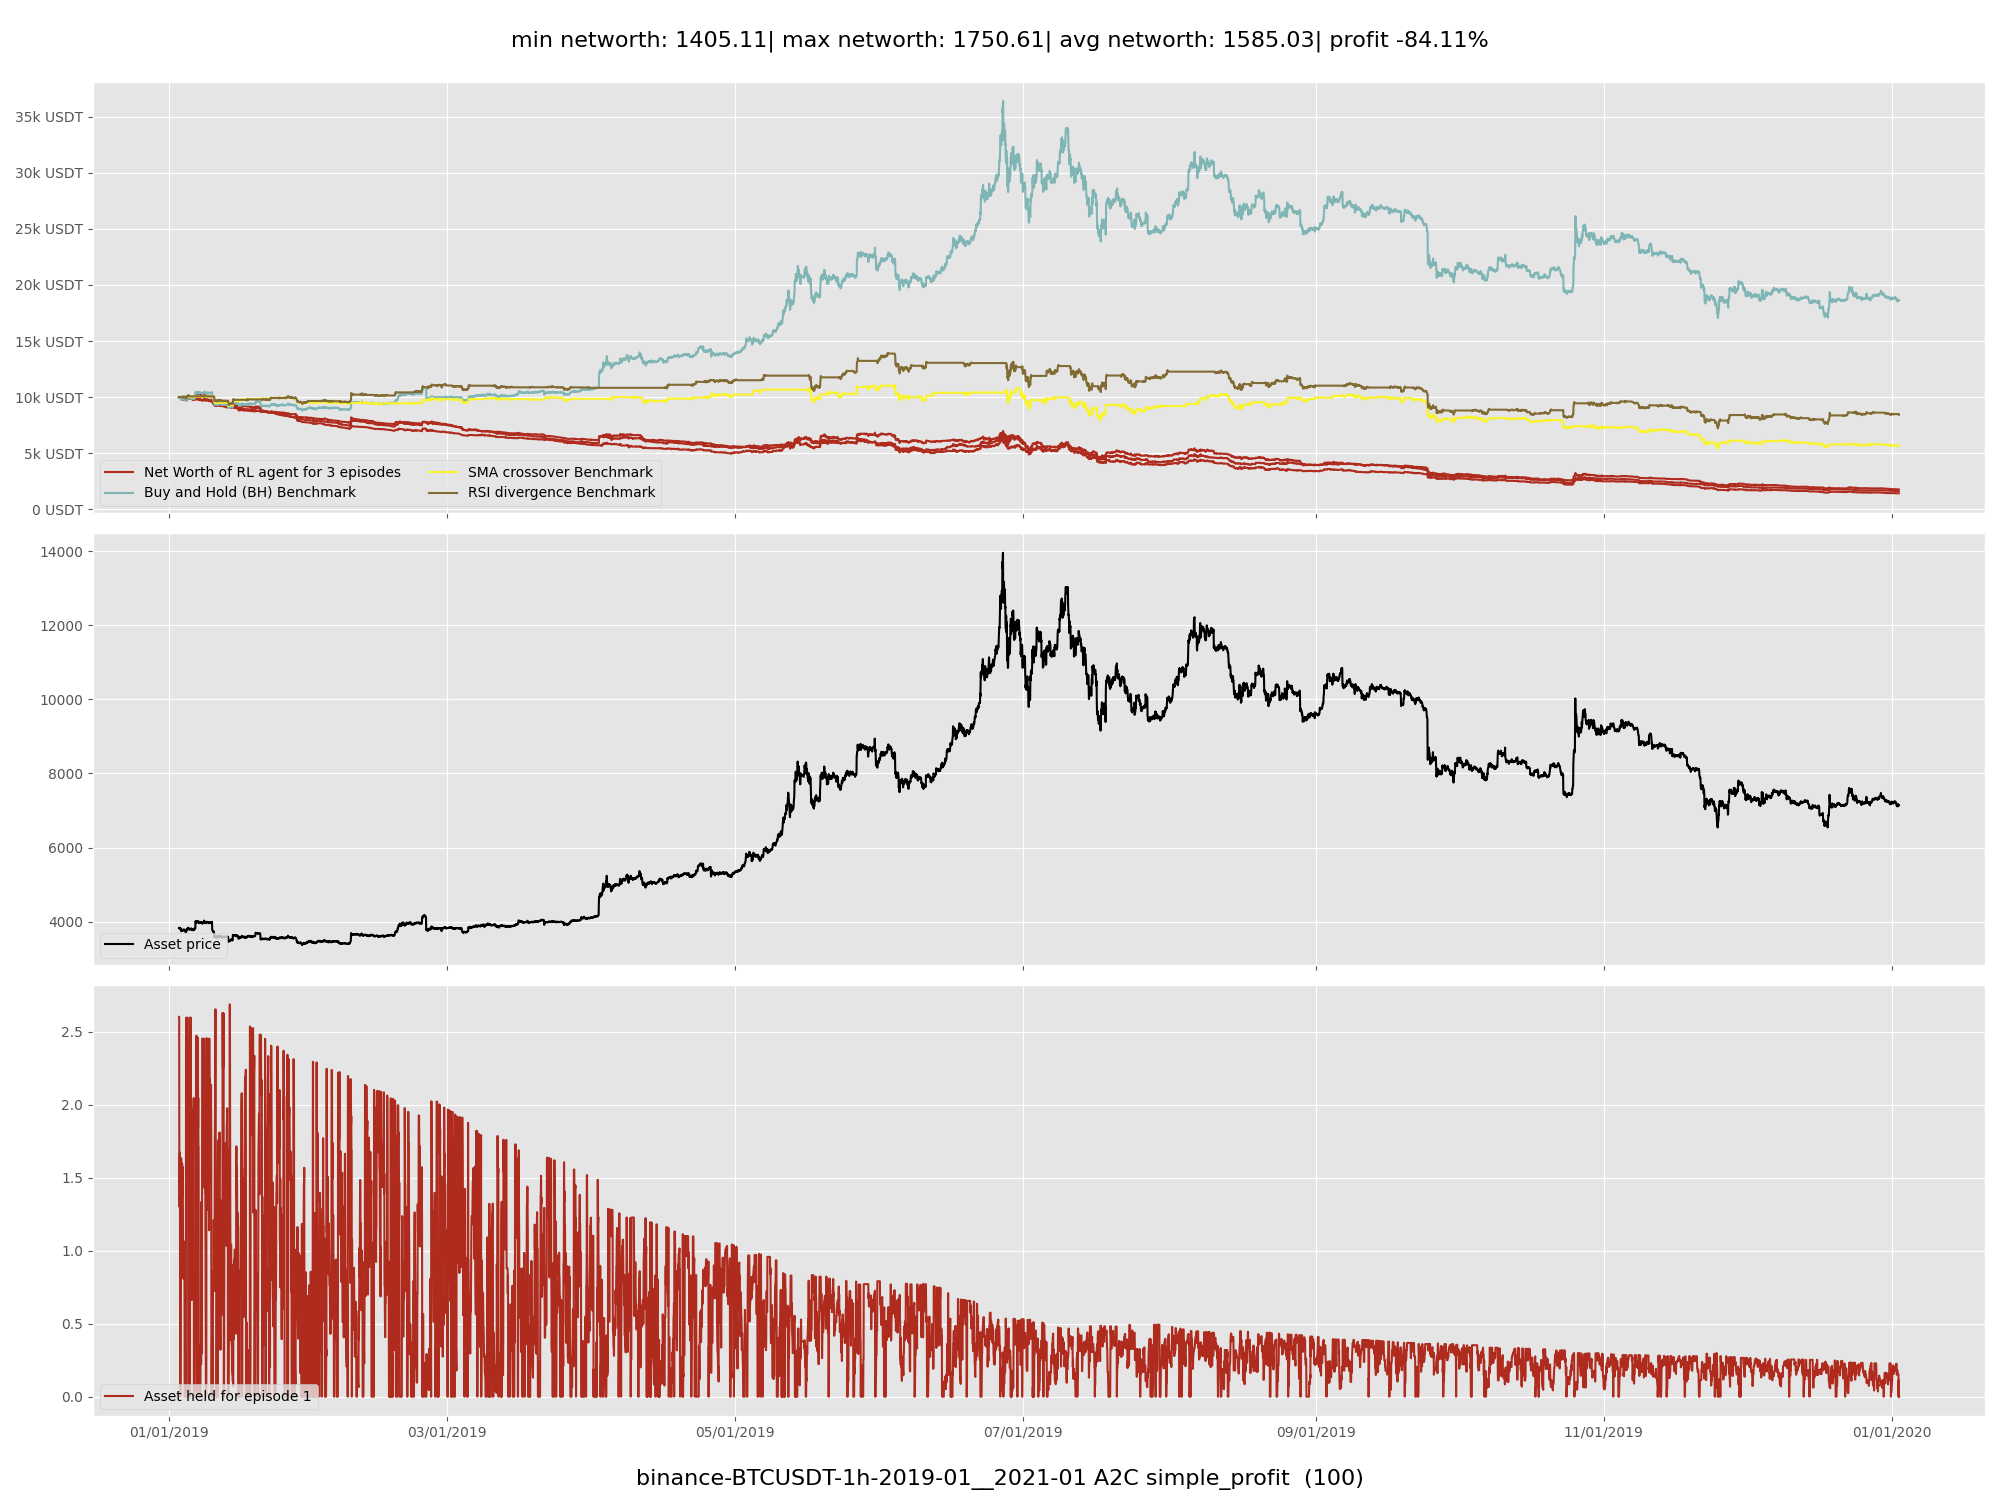 min networth: 1405.11| max networth: 1750.61| avg networth: 1585.03| profit -84.11%
35k USDT
30k USDT
25k USDT
20k USDT
15k USDT
10k USDT
5k USDT
0 USDT
Net Worth of RL agent for 3 episodes
Buy and Hold (BH) Benchmark
SMA crossover Benchmark
RSI divergence Benchmark
14000
12000
10000
8000
6000
4000
Asset price
2.5
2.0
1.5
1.0
0.5
0.0
Asset held for episode 1
01/01/2019 03/01/2019 05/01/2019 07/01/2019 09/01/2019 11/01/2019 01/01/2020
binance-BTCUSDT-1h-2019-01__2021-01 A2C simple_profit (100)